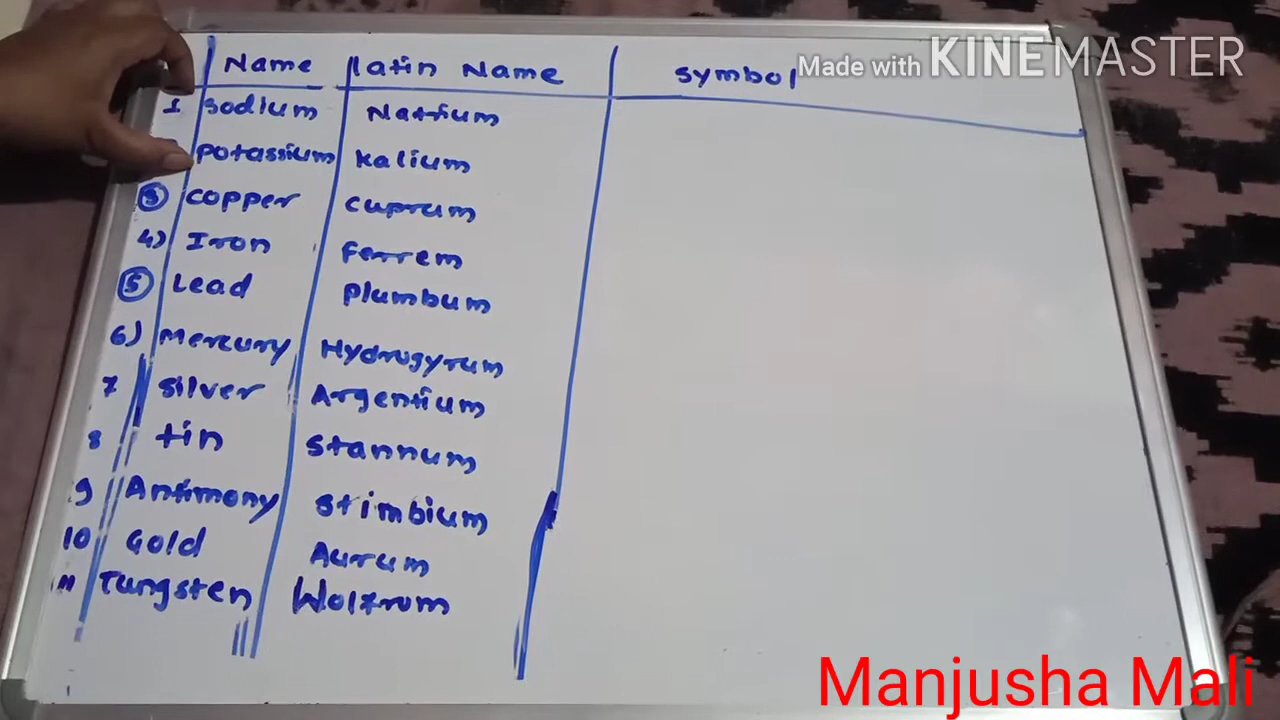 Name Latin Name Symbol
Made with KINEMASTER
1 Sodium Natrium
Potassium Kalium
3 Copper Cuprum
4) Iron Ferrem
5 Lead Plumbum
6) Mercury Hydrogyrum
7 Silver Argentium
8 tin Stannum
9 Antimony Stimbium
10 Gold Aurum
11 Tungsten Wolfrum
Manjusha Mali